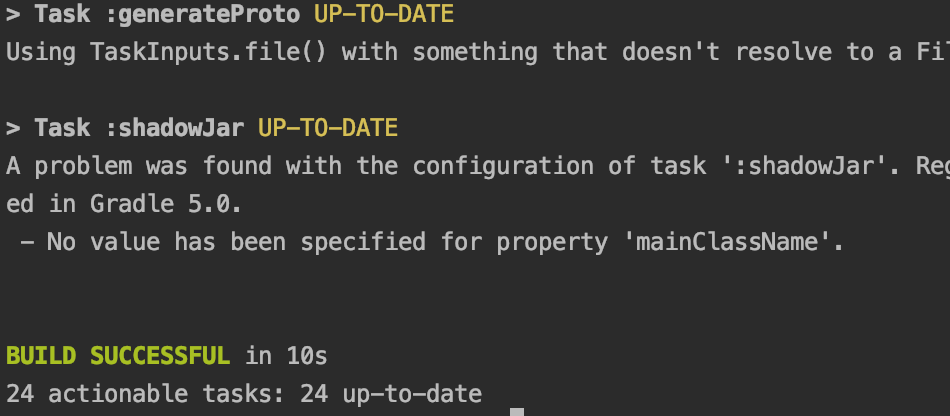 > Task :generateProto UP-TO-DATE
Using TaskInputs.file() with something that doesn't resolve to a
> Task :shadowJar UP-TO-DATE
A problem was found with the configuration of task ':shadowJar'.
ed in Gradle 5.0.
- No value has been specified for property 'mainClassName'.
BUILD SUCCESSFUL in 10s
24 actionable tasks: 24 up-to-date